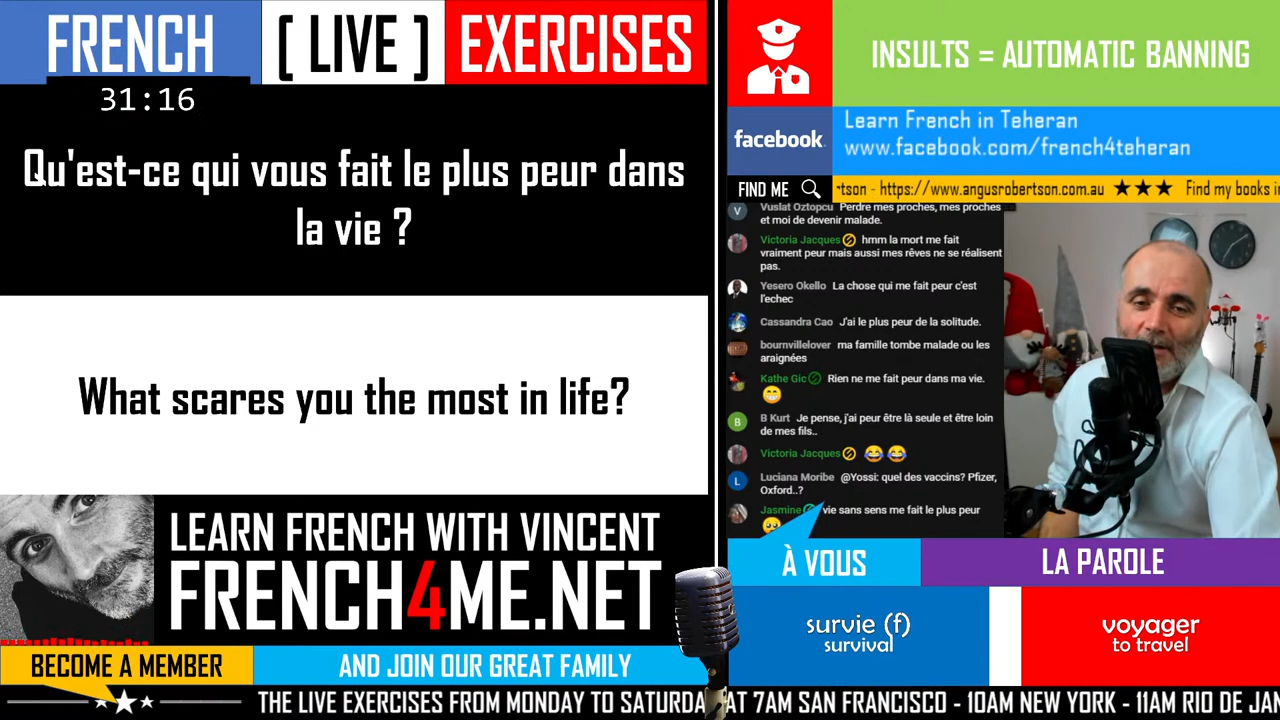 FRENCH [ LIVE ] EXERCISES
31:16
Qu'est-ce qui vous fait le plus peur dans
la vie ?
What scares you the most in life?
LEARN FRENCH WITH VINCENT
FRENCH4ME.NET
BECOME A MEMBER
AND JOIN OUR GREAT FAMILY
INSULTS = AUTOMATIC BANNING
facebook
Learn French in Teheran
www.facebook.com/french4teheran
FIND ME
rtson - https://www.angusrobertson.com.au ★★★ Find my books in
V
Vuslat Oztopcu Perdre mes proches, mes proches
et moi de devenir malade.
Victoria Jacques hmm la mort me fait
vraiment peur mais aussi mes rêves ne se réalisent
pas.
Yesero Okello La chose qui me fait peur c'est
l'echec
Cassandra Cao J'ai le plus peur de la solitude.
bournvillelover ma famille tombe malade ou les
araignées
Kathe Gic Rien ne me fait peur dans ma vie.
😁
B
B Kurt Je pense, j'ai peur être là seule et être loin
de mes fils..
Victoria Jacques 😂 😂
L
Luciana Moribe @Yossi: quel des vaccins? Pfizer,
Oxford..?
Jasmine vie sans sens me fait le plus peur
🥺
À VOUS
LA PAROLE
survie (f)
survival
voyager
to travel
THE LIVE EXERCISES FROM MONDAY TO SATURDA AT 7AM SAN FRANCISCO - 10AM NEW YORK - 11AM RIO DE JAN